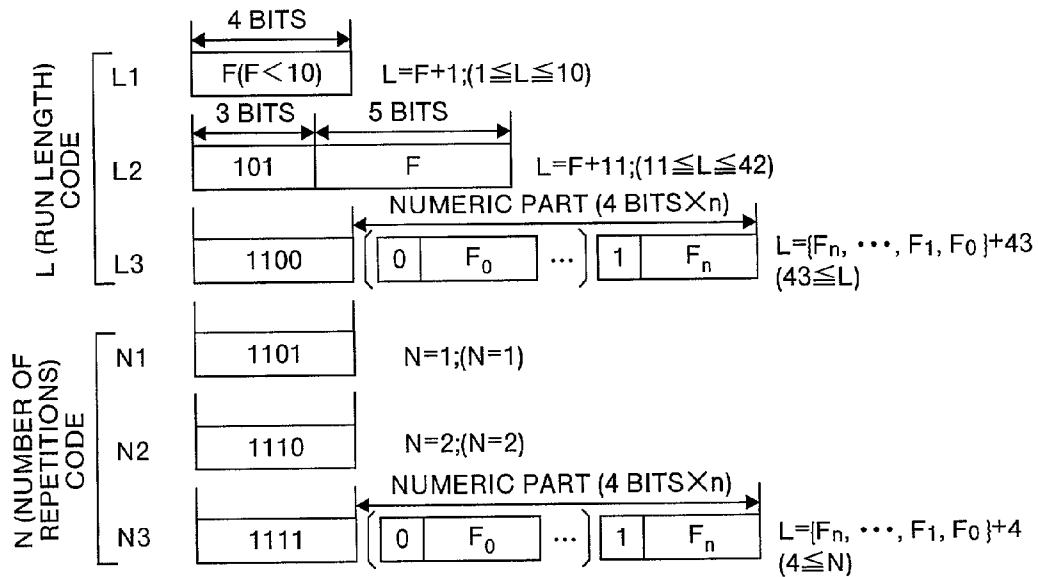 4 BITS
L (RUN LENGTH)
CODE
L1
F(F<10)
L=F+1;(1≦L≦10)
3 BITS
5 BITS
L2
101
F
L=F+11;(11≦L≦42)
NUMERIC PART (4 BITS×n)
L3
1100
( 0 F₀ ··· ) 1 Fₙ
L={Fₙ, ···, F₁, F₀}+43
(43≦L)
N (NUMBER OF
REPETITIONS)
CODE
N1
1101
N=1;(N=1)
N2
1110
N=2;(N=2)
NUMERIC PART (4 BITS×n)
N3
1111
( 0 F₀ ··· ) 1 Fₙ
L={Fₙ, ···, F₁, F₀}+4
(4≦N)